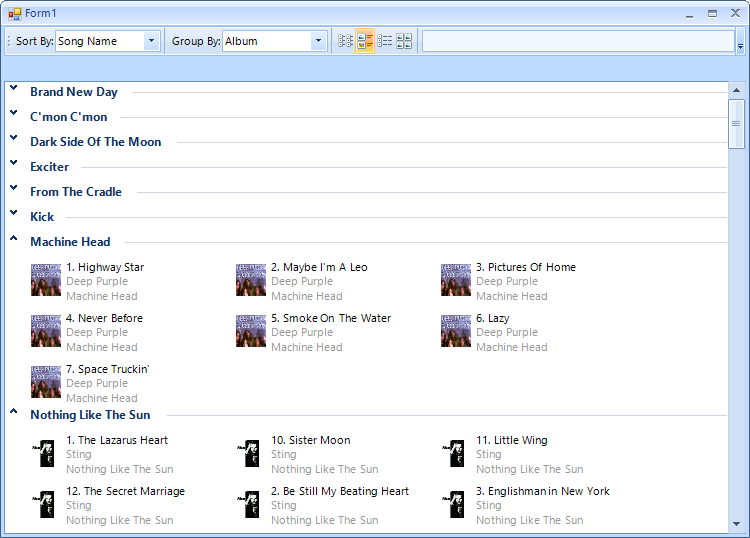 Form1
Sort By: Song Name Group By: Album
Brand New Day
C'mon C'mon
Dark Side Of The Moon
Exciter
From The Cradle
Kick
Machine Head
1. Highway Star
Deep Purple
Machine Head
2. Maybe I'm A Leo
Deep Purple
Machine Head
3. Pictures Of Home
Deep Purple
Machine Head
4. Never Before
Deep Purple
Machine Head
5. Smoke On The Water
Deep Purple
Machine Head
6. Lazy
Deep Purple
Machine Head
7. Space Truckin'
Deep Purple
Machine Head
Nothing Like The Sun
1. The Lazarus Heart
Sting
Nothing Like The Sun
10. Sister Moon
Sting
Nothing Like The Sun
11. Little Wing
Sting
Nothing Like The Sun
12. The Secret Marriage
Sting
Nothing Like The Sun
2. Be Still My Beating Heart
Sting
Nothing Like The Sun
3. Englishman in New York
Sting
Nothing Like The Sun